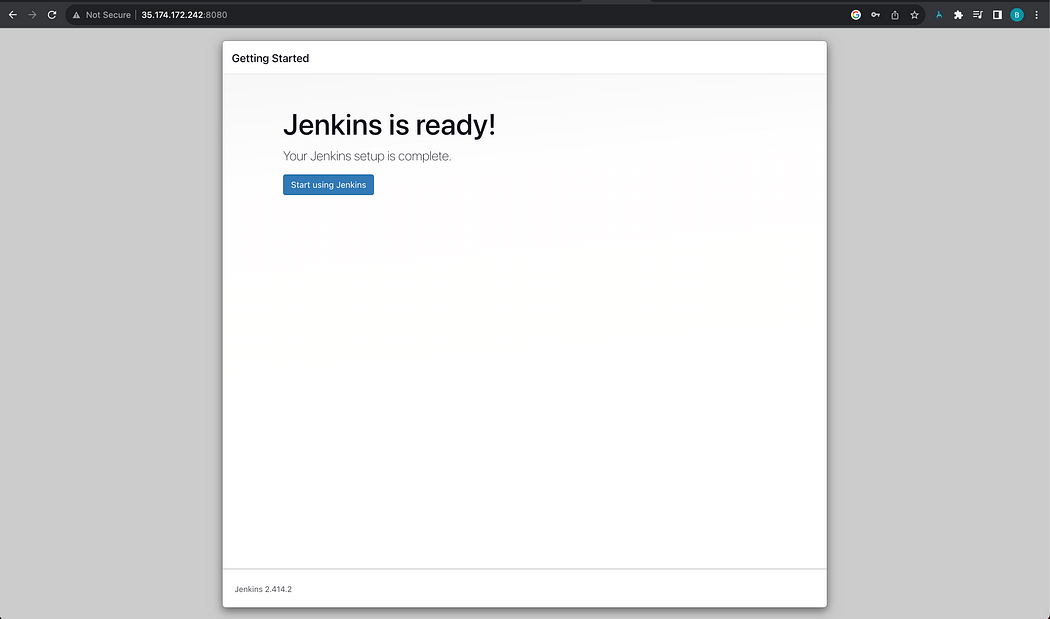 Not Secure | 35.174.172.242:8080
B
Getting Started
Jenkins is ready!
Your Jenkins setup is complete.
Start using Jenkins
Jenkins 2.414.2